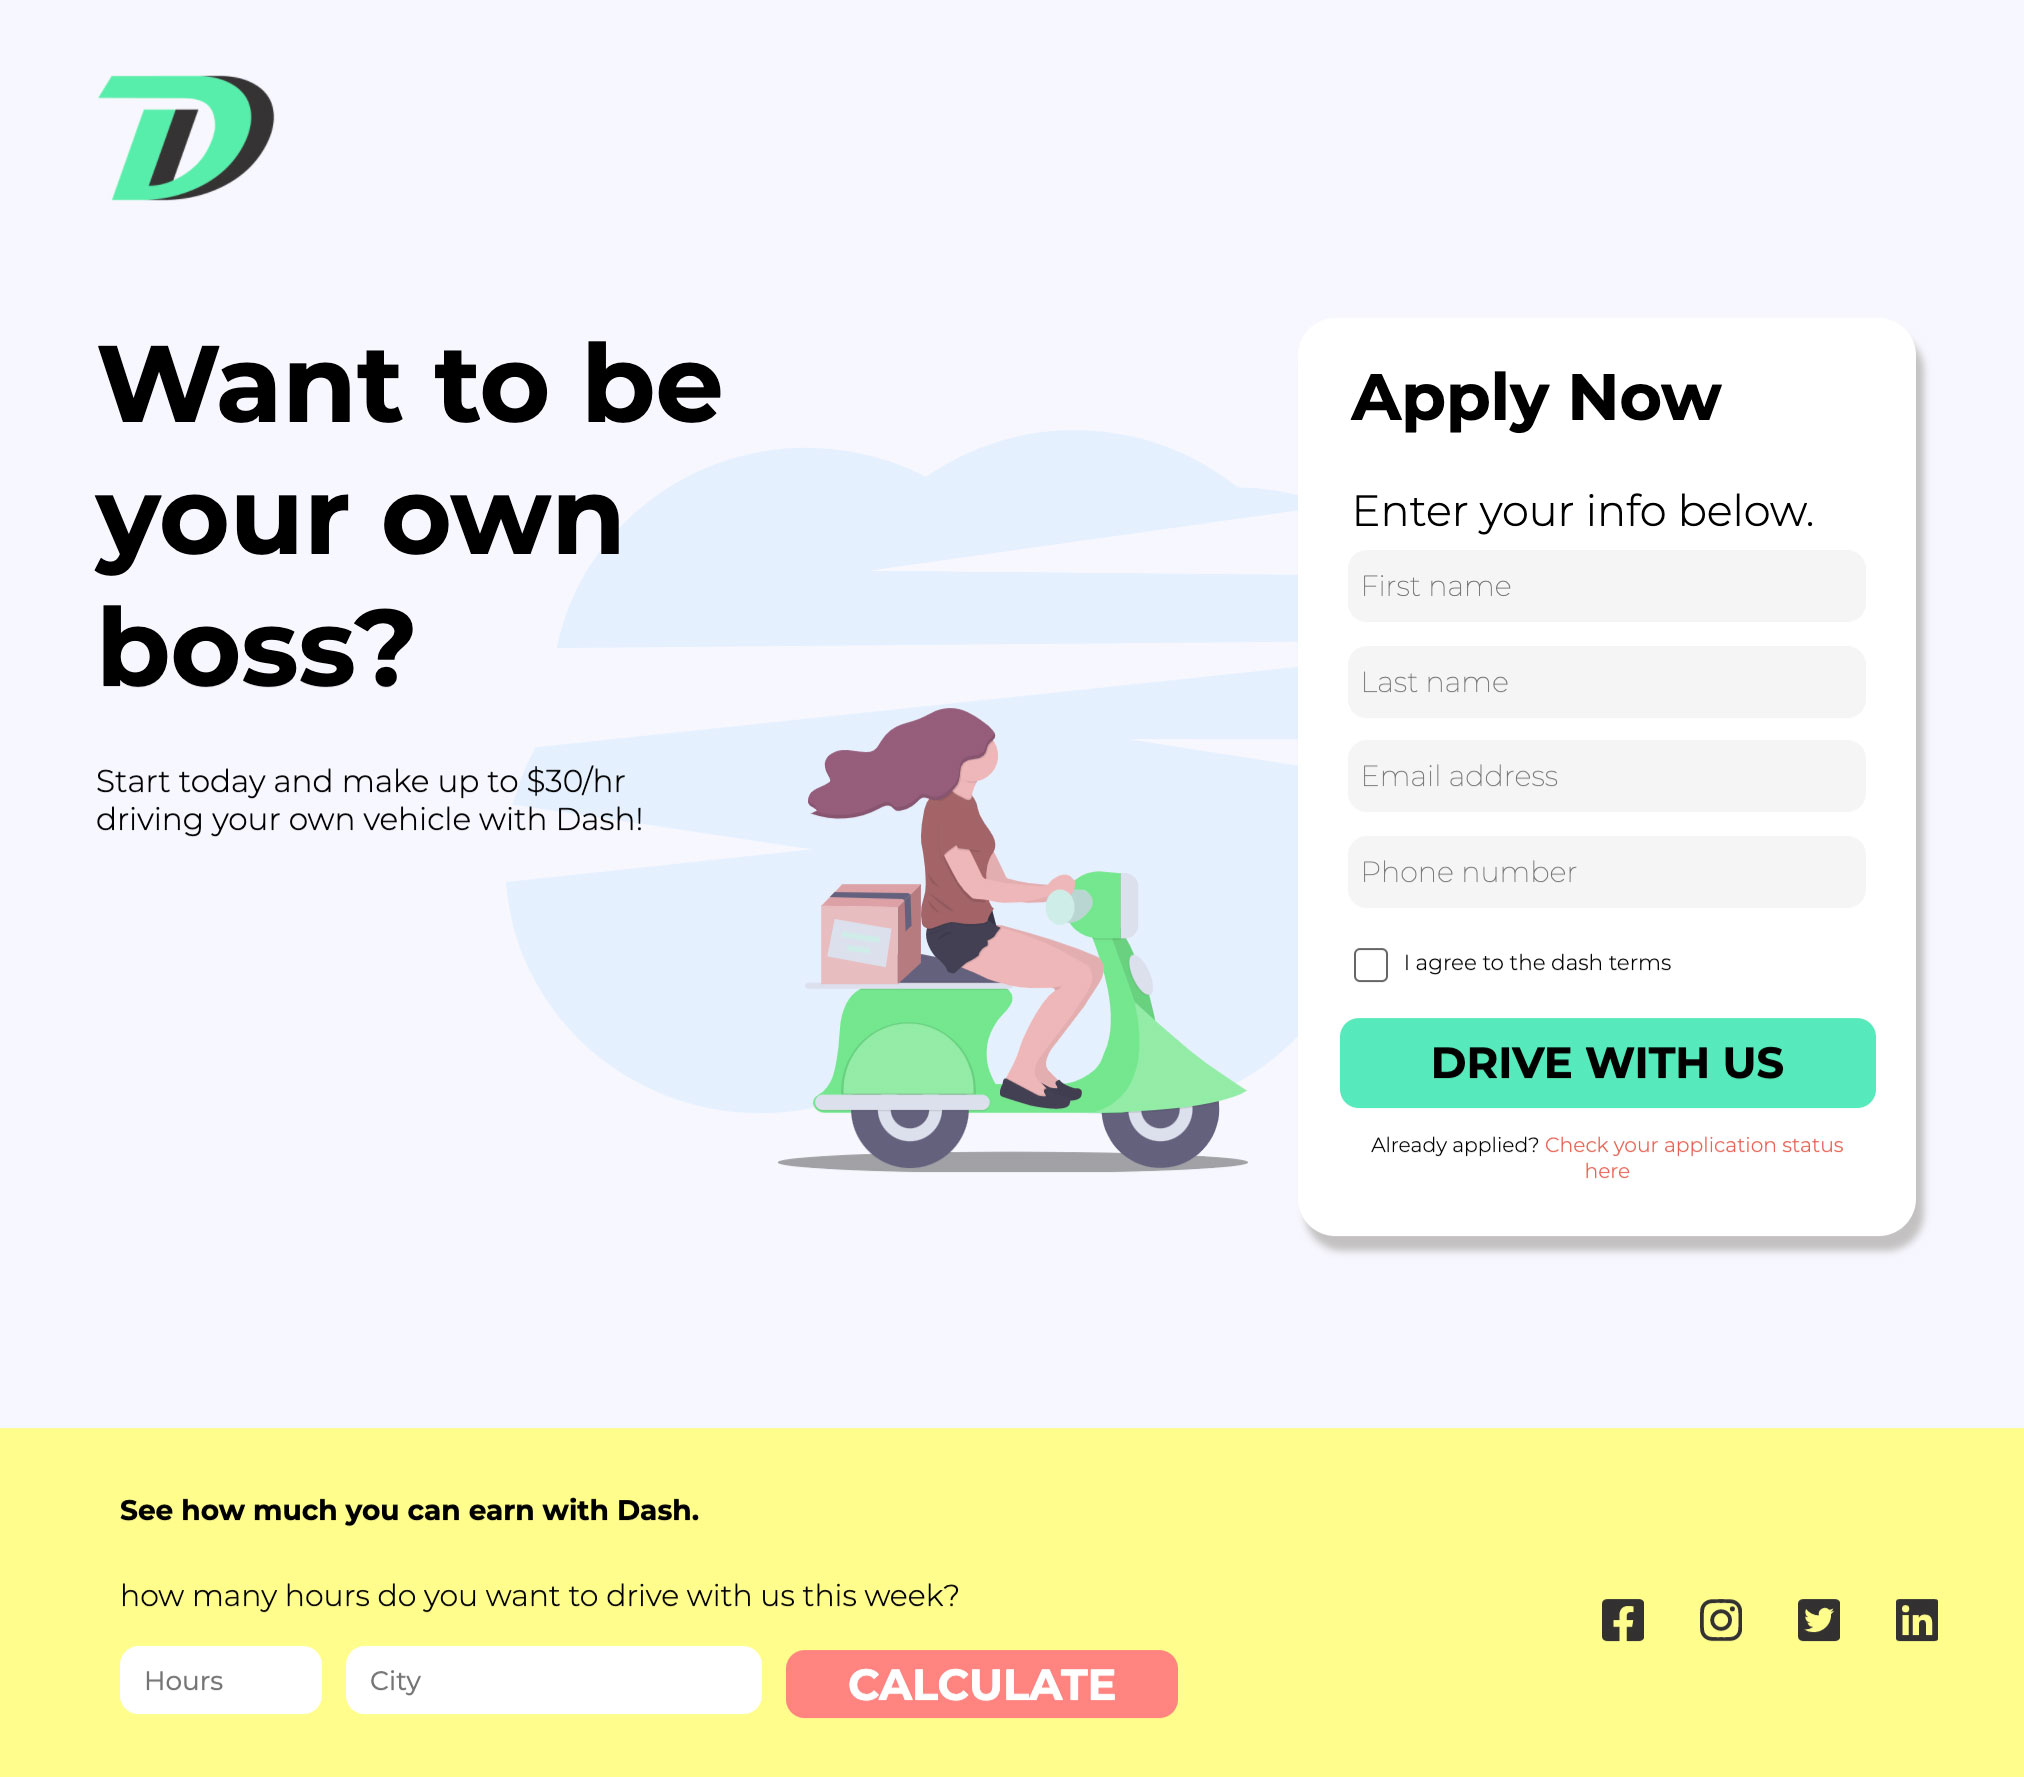 Want to be
your own
boss?
Start today and make up to $30/hr
driving your own vehicle with Dash!
Apply Now
Enter your info below.
First name
Last name
Email address
Phone number
I agree to the dash terms
DRIVE WITH US
Already applied? Check your application status
here
See how much you can earn with Dash.
how many hours do you want to drive with us this week?
Hours
City
CALCULATE